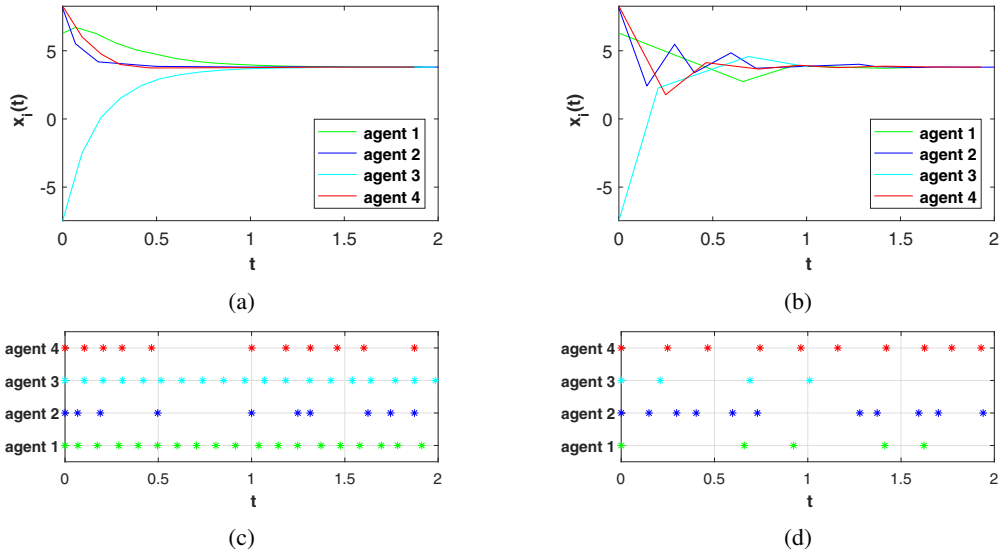 5
0
-5
x_i(t)
agent 1
agent 2
agent 3
agent 4
0 0.5 1 1.5 2
t
(a)
5
0
-5
x_i(t)
agent 1
agent 2
agent 3
agent 4
0 0.5 1 1.5 2
t
(b)
agent 4
agent 3
agent 2
agent 1
0 0.5 1 1.5 2
t
(c)
agent 4
agent 3
agent 2
agent 1
0 0.5 1 1.5 2
t
(d)